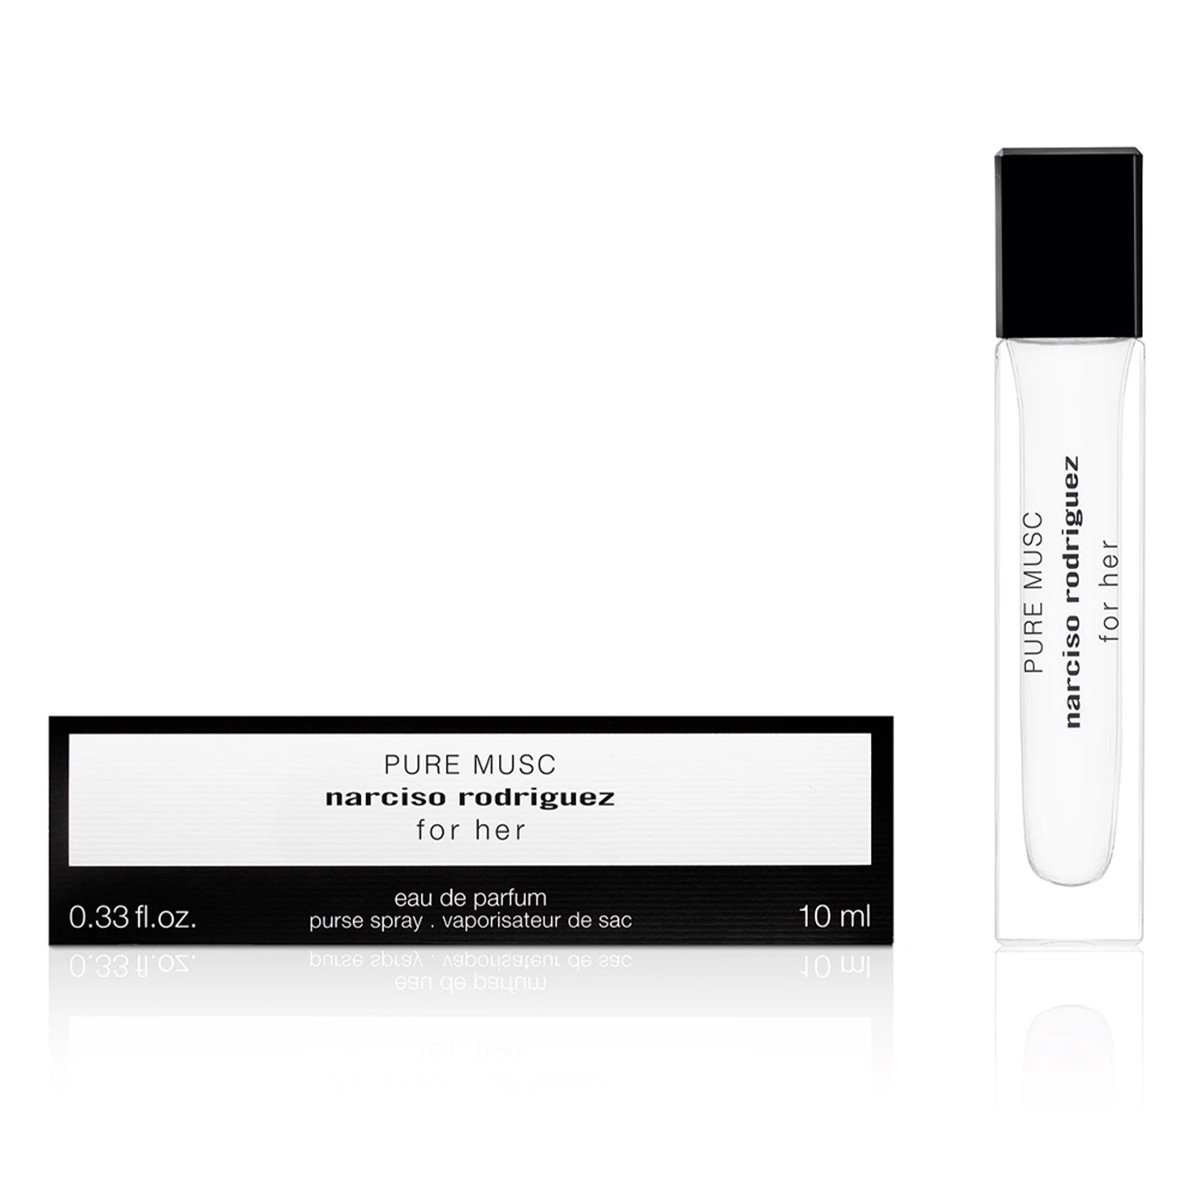 PURE MUSC
narciso rodriguez
for her
eau de parfum
purse spray . vaporisateur de sac
0.33 fl.oz.
10 ml
PURE MUSC
narciso rodriguez
for her